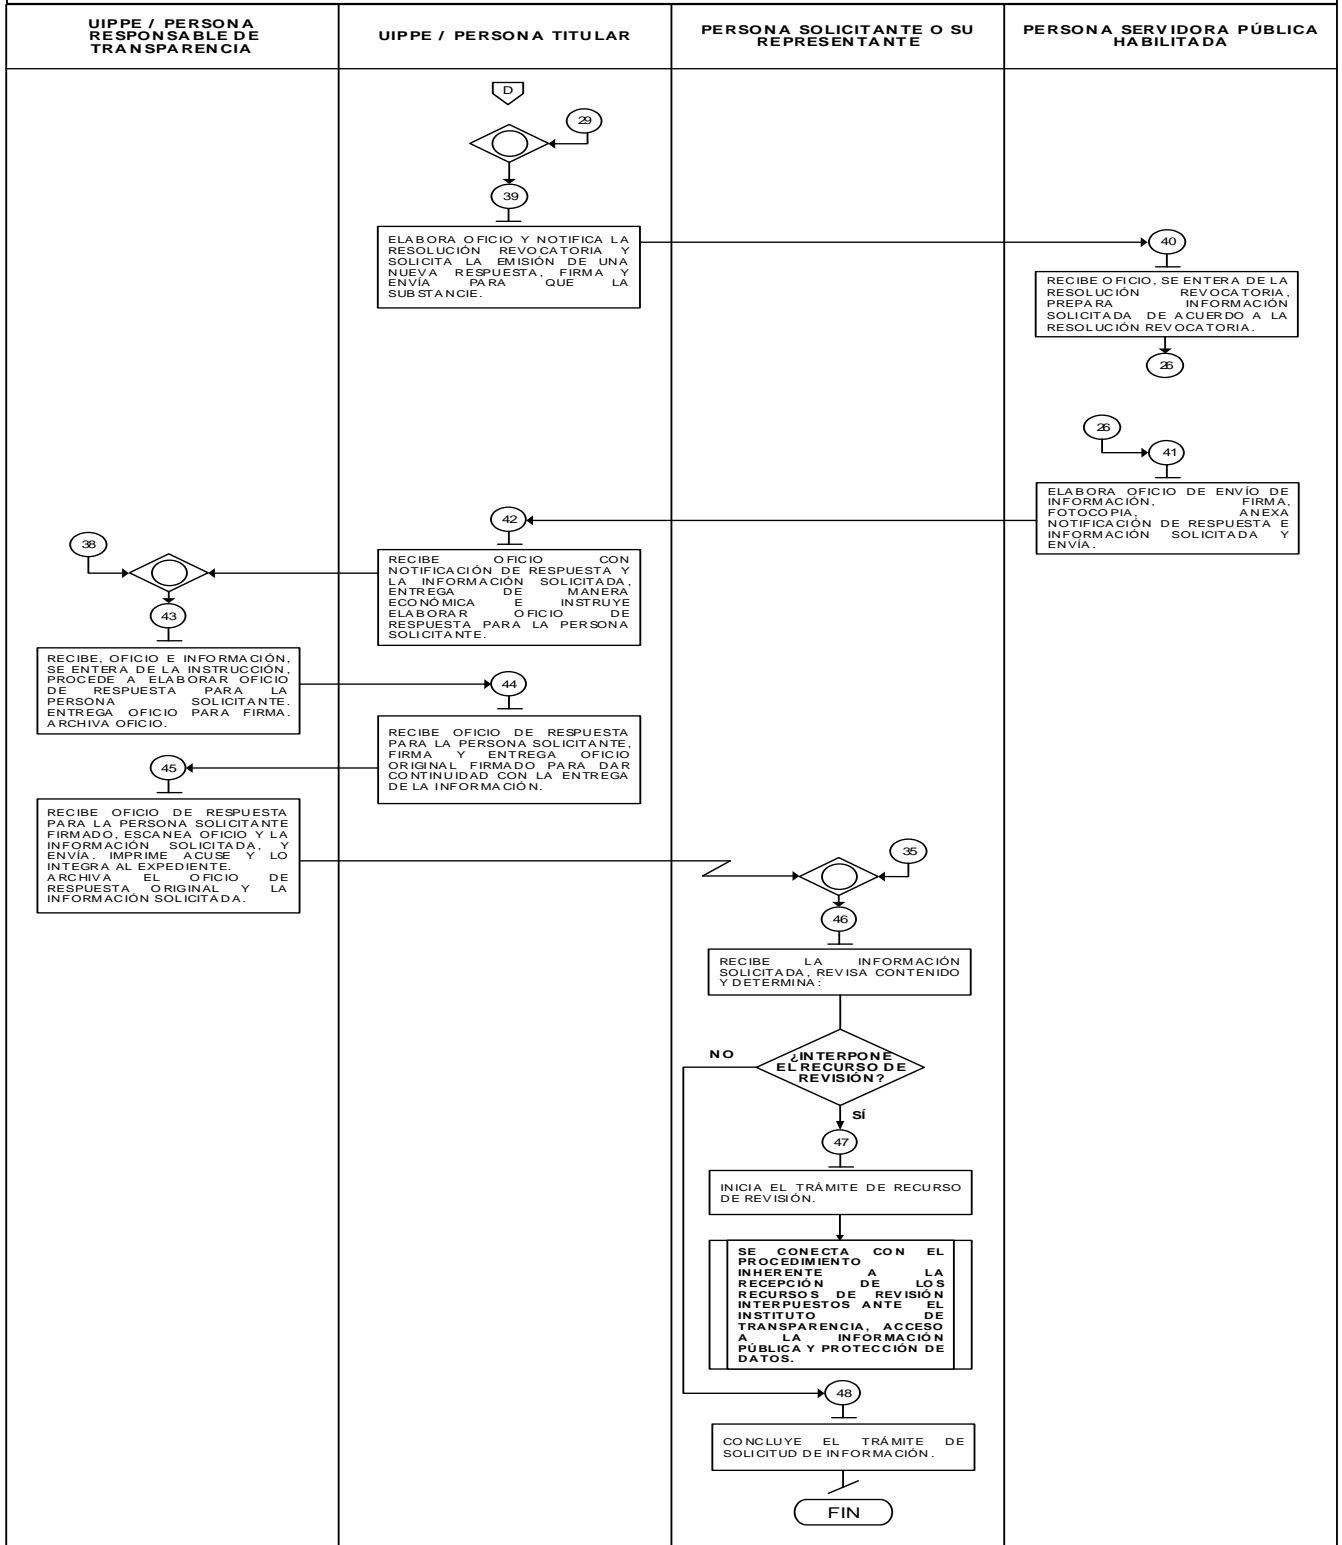 UIPPE / PERSONA
RESPONSABLE DE
TRANSPARENCIA
UIPPE / PERSONA TITULAR
PERSONA SOLICITANTE O SU
REPRESENTANTE
PERSONA SERVIDORA PÚBLICA
HABILITADA
D
29
39
ELABORA OFICIO Y NOTIFICA LA
RESOLUCIÓN REVOCATORIA Y
SOLICITA LA EMISIÓN DE UNA
NUEVA RESPUESTA, FIRMA Y
ENVÍA PARA QUE LA
SUBSTANCIE.
40
RECIBE OFICIO, SE ENTERA DE LA
RESOLUCIÓN REVOCATORIA,
PREPARA INFORMACIÓN
SOLICITADA DE ACUERDO A LA
RESOLUCIÓN REVOCATORIA.
26
26
41
ELABORA OFICIO DE ENVÍO DE
INFORMACIÓN, FIRMA,
FOTOCOPIA, ANEXA
NOTIFICACIÓN DE RESPUESTA E
INFORMACIÓN SOLICITADA Y
ENVÍA.
42
RECIBE OFICIO CON
NOTIFICACIÓN DE RESPUESTA Y
LA INFORMACIÓN SOLICITADA,
ENTREGA DE MANERA
ECONÓMICA E INSTRUYE
ELABORAR OFICIO DE
RESPUESTA PARA LA PERSONA
SOLICITANTE.
38
43
RECIBE, OFICIO E INFORMACIÓN,
SE ENTERA DE LA INSTRUCCIÓN,
PROCEDE A ELABORAR OFICIO
DE RESPUESTA PARA LA
PERSONA SOLICITANTE.
ENTREGA OFICIO PARA FIRMA.
ARCHIVA OFICIO.
44
RECIBE OFICIO DE RESPUESTA
PARA LA PERSONA SOLICITANTE,
FIRMA Y ENTREGA OFICIO
ORIGINAL FIRMADO PARA DAR
CONTINUIDAD CON LA ENTREGA
DE LA INFORMACIÓN.
45
RECIBE OFICIO DE RESPUESTA
PARA LA PERSONA SOLICITANTE
FIRMADO, ESCANEA OFICIO Y LA
INFORMACIÓN SOLICITADA, Y
ENVÍA. IMPRIME ACUSE Y LO
INTEGRA AL EXPEDIENTE.
ARCHIVA EL OFICIO DE
RESPUESTA ORIGINAL Y LA
INFORMACIÓN SOLICITADA.
35
46
RECIBE LA INFORMACIÓN
SOLICITADA, REVISA CONTENIDO
Y DETERMINA:
NO
¿INTERPONE
EL RECURSO DE
REVISIÓN?
SÍ
47
INICIA EL TRÁMITE DE RECURSO
DE REVISIÓN.
SE CONECTA CON EL
PROCEDIMIENTO
INHERENTE A LA
RECEPCIÓN DE LOS
RECURSOS DE REVISIÓN
INTERPUESTOS ANTE EL
INSTITUTO DE
TRANSPARENCIA, ACCESO
A LA INFORMACIÓN
PÚBLICA Y PROTECCIÓN DE
DATOS.
48
CONCLUYE EL TRÁMITE DE
SOLICITUD DE INFORMACIÓN.
FIN